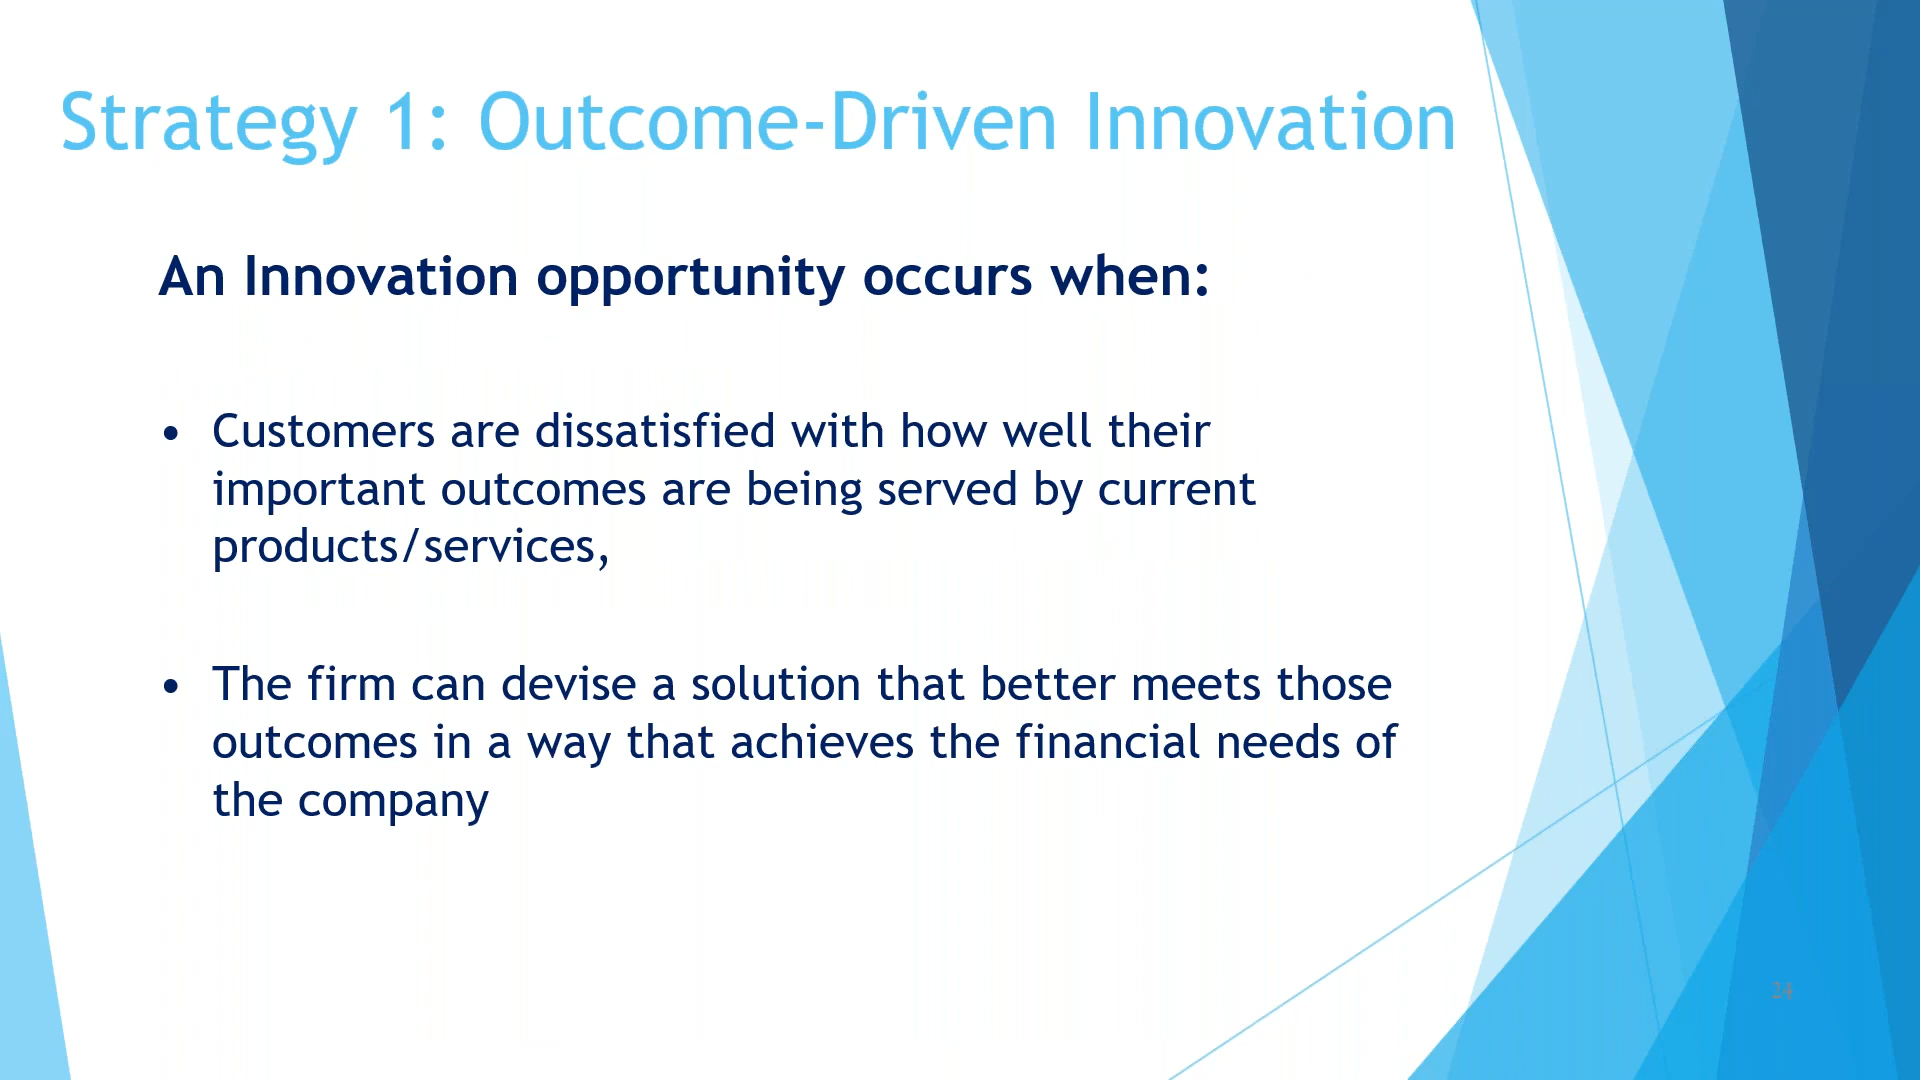 Strategy 1: Outcome-Driven Innovation
An Innovation opportunity occurs when:
• Customers are dissatisfied with how well their
important outcomes are being served by current
products/services,
• The firm can devise a solution that better meets those
outcomes in a way that achieves the financial needs of
the company
24